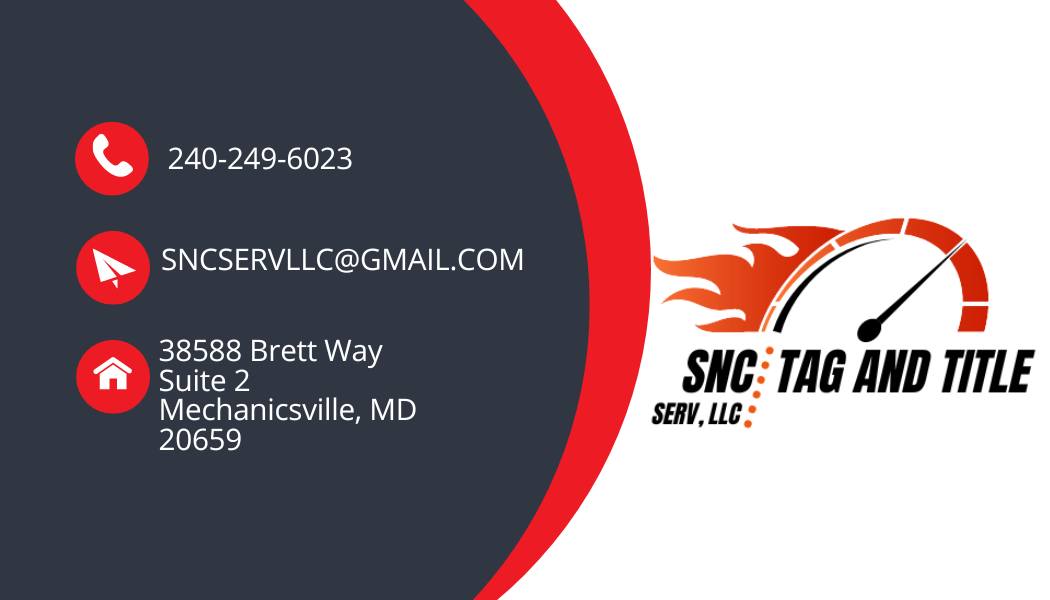 240-249-6023
SNCSERVLLC@GMAIL.COM
38588 Brett Way
Suite 2
Mechanicsville, MD
20659
SNC TAG AND TITLE
SERV, LLC